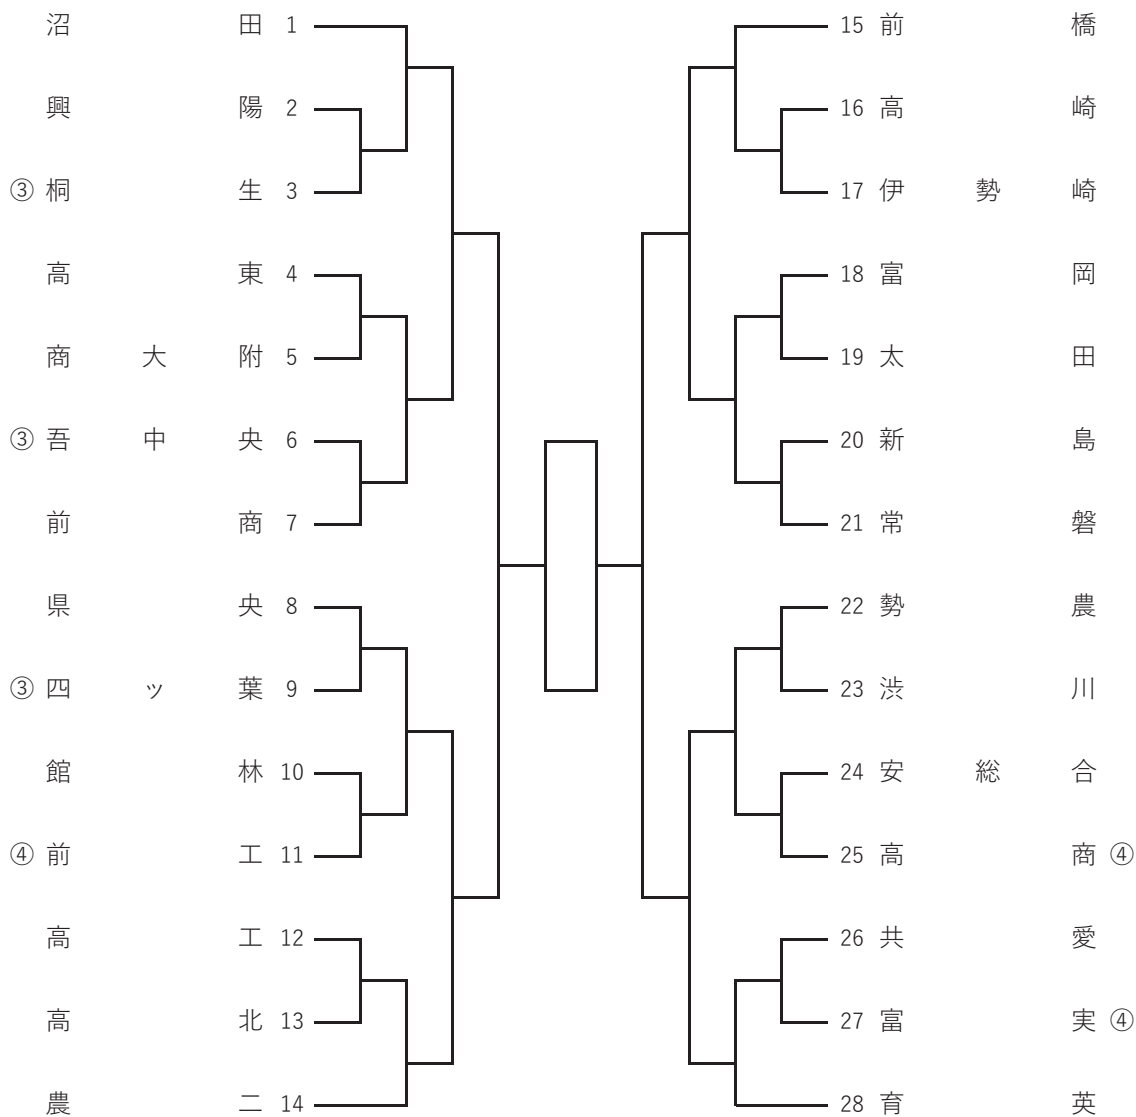 沼田 1
興陽 2
③ 桐生 3
高東 4
商大附 5
③ 吾中央 6
前商 7
県央 8
③ 四ッ葉 9
館林 10
④ 前工 11
高工 12
高北 13
農二 14
15 前橋
16 高崎
17 伊勢崎
18 富岡
19 太田
20 新島
21 常磐
22 勢農
23 渋川
24 安総合
25 高商 ④
26 共愛
27 富実 ④
28 育英